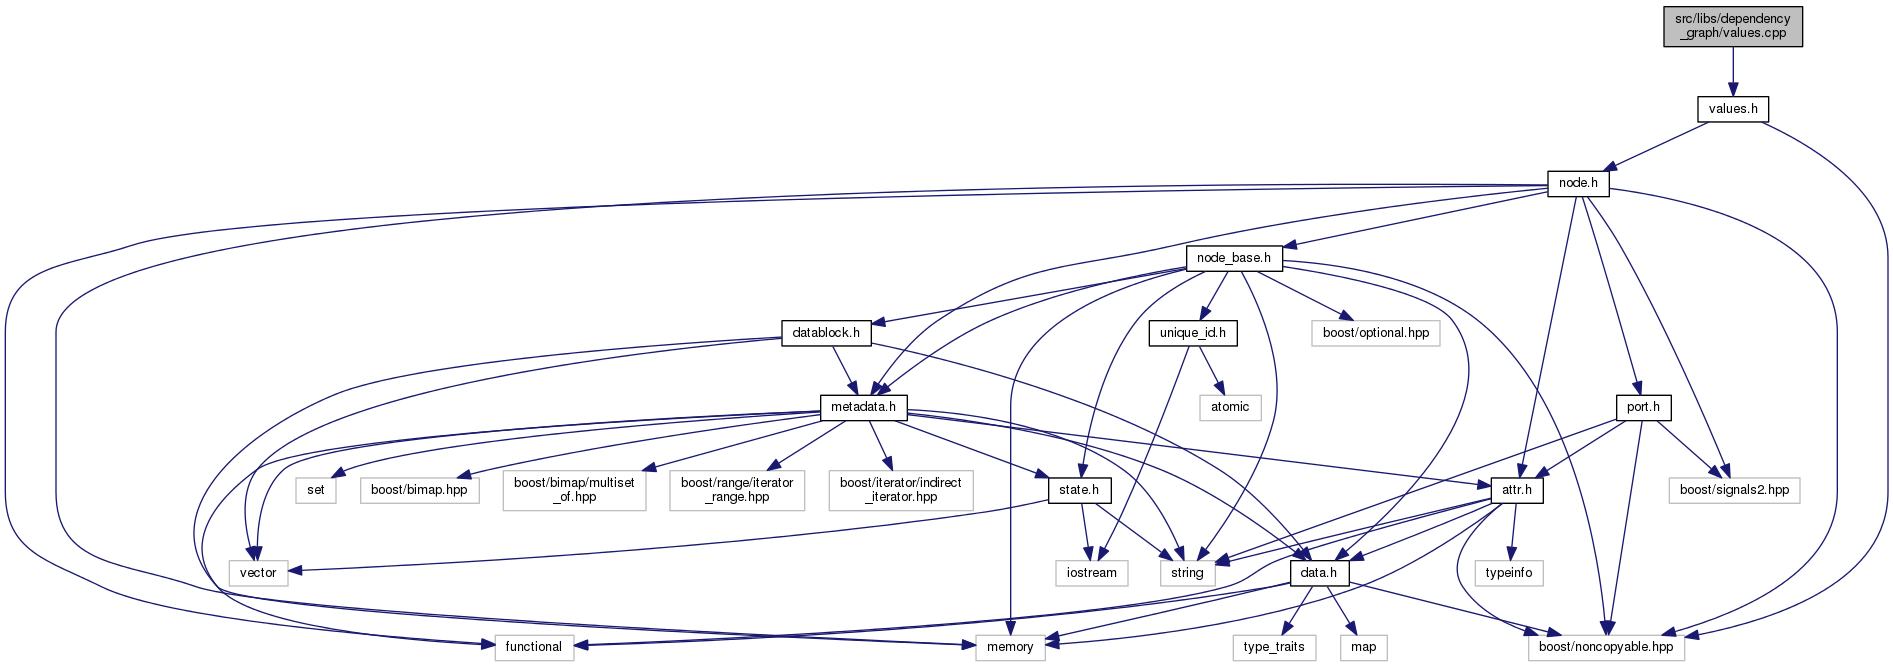 src/libs/dependency
_graph/values.cpp
values.h
node.h
node_base.h
datablock.h
unique_id.h
boost/optional.hpp
metadata.h
atomic
port.h
set
boost/bimap.hpp
boost/bimap/multiset
_of.hpp
boost/range/iterator
_range.hpp
boost/iterator/indirect
_iterator.hpp
state.h
attr.h
boost/signals2.hpp
vector
iostream
string
data.h
typeinfo
functional
memory
type_traits
map
boost/noncopyable.hpp